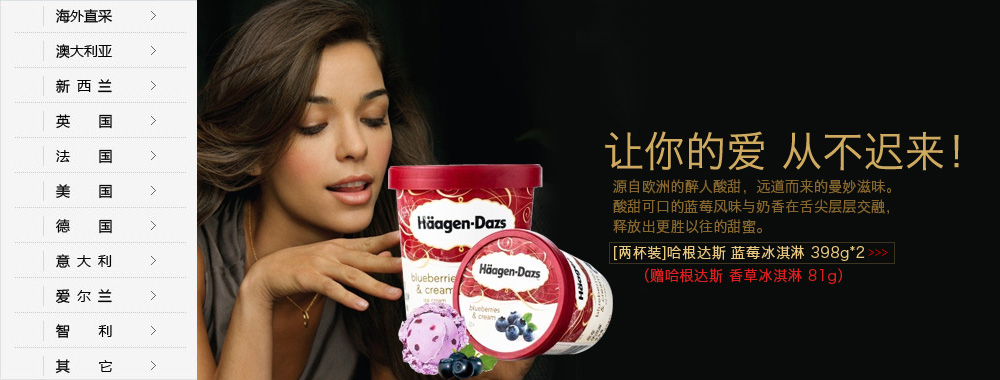 海外直采
澳大利亚
新西兰
英国
法国
美国
德国
意大利
爱尔兰
智利
其它
让你的爱 从不迟来!
源自欧洲的醉人酸甜，远道而来的曼妙滋味。
酸甜可口的蓝莓风味与奶香在舌尖层层交融，
释放出更胜以往的甜蜜。
[两杯装]哈根达斯 蓝莓冰淇淋 398g*2 >>>
（赠哈根达斯 香草冰淇淋 81g）
Häagen-Dazs
blueberries
& cream
ice cream
Häagen-Dazs
blueberries
& cream